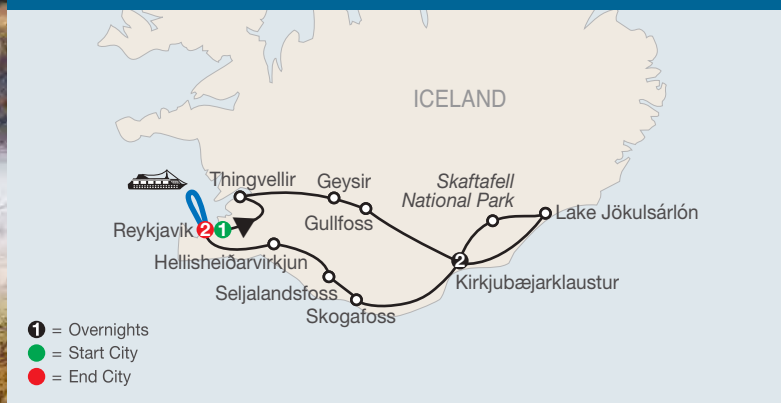 ICELAND
Thingvellir
Geysir
Skaftafell
National Park
Lake Jökulsárlón
Gullfoss
Reykjavik 2 1
Hellisheiðarvirkjun
2
Kirkjubæjarklaustur
Seljalandsfoss
Skogafoss
1 = Overnights
= Start City
= End City